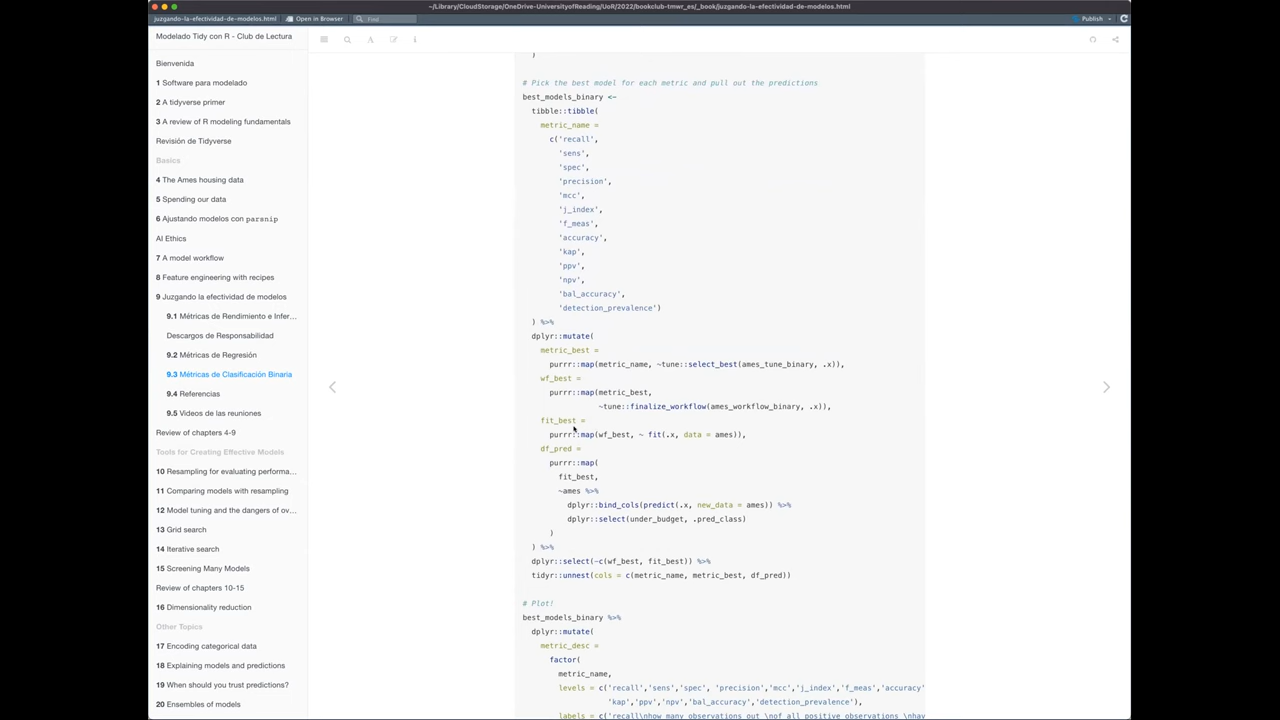 ~/Library/CloudStorage/OneDrive-UniversityofReading/UoR/2022/bookclub-tmwr_es/_book/juzgando-la-efectividad-de-modelos.html
juzgando-la-efectividad-de-modelos.html
Open in Browser
Find
Publish
Modelado Tidy con R - Club de Lectura
Bienvenida
1 Software para modelado
2 A tidyverse primer
3 A review of R modeling fundamentals
Revisión de Tidyverse
Basics
4 The Ames housing data
5 Spending our data
6 Ajustando modelos con parsnip
AI Ethics
7 A model workflow
8 Feature engineering with recipes
9 Juzgando la efectividad de modelos
9.1 Métricas de Rendimiento e Infer…
Descargos de Responsabilidad
9.2 Métricas de Regresión
9.3 Métricas de Clasificación Binaria
9.4 Referencias
9.5 Videos de las reuniones
Review of chapters 4-9
Tools for Creating Effective Models
10 Resampling for evaluating performa…
11 Comparing models with resampling
12 Model tuning and the dangers of ov…
13 Grid search
14 Iterative search
15 Screening Many Models
Review of chapters 10-15
16 Dimensionality reduction
Other Topics
17 Encoding categorical data
18 Explaining models and predictions
19 When should you trust predictions?
20 Ensembles of models
)
# Pick the best model for each metric and pull out the predictions
best_models_binary <-
tibble::tibble(
metric_name =
c('recall',
'sens',
'spec',
'precision',
'mcc',
'j_index',
'f_meas',
'accuracy',
'kap',
'ppv',
'npv',
'bal_accuracy',
'detection_prevalence')
) %>%
dplyr::mutate(
metric_best =
purrr::map(metric_name, ~tune::select_best(ames_tune_binary, .x)),
wf_best =
purrr::map(metric_best,
~tune::finalize_workflow(ames_workflow_binary, .x)),
fit_best =
purrr::map(wf_best, ~ fit(.x, data = ames)),
df_pred =
purrr::map(
fit_best,
~ames %>%
dplyr::bind_cols(predict(.x, new_data = ames)) %>%
dplyr::select(under_budget, .pred_class)
)
) %>%
dplyr::select(-c(wf_best, fit_best)) %>%
tidyr::unnest(cols = c(metric_name, metric_best, df_pred))
# Plot!
best_models_binary %>%
dplyr::mutate(
metric_desc =
factor(
metric_name,
levels = c('recall','sens','spec', 'precision','mcc','j_index','f_meas','accuracy'
'kap','ppv','npv','bal_accuracy','detection_prevalence'),
labels = c('recall\nhow many observations out \nof all positive observations \nhav